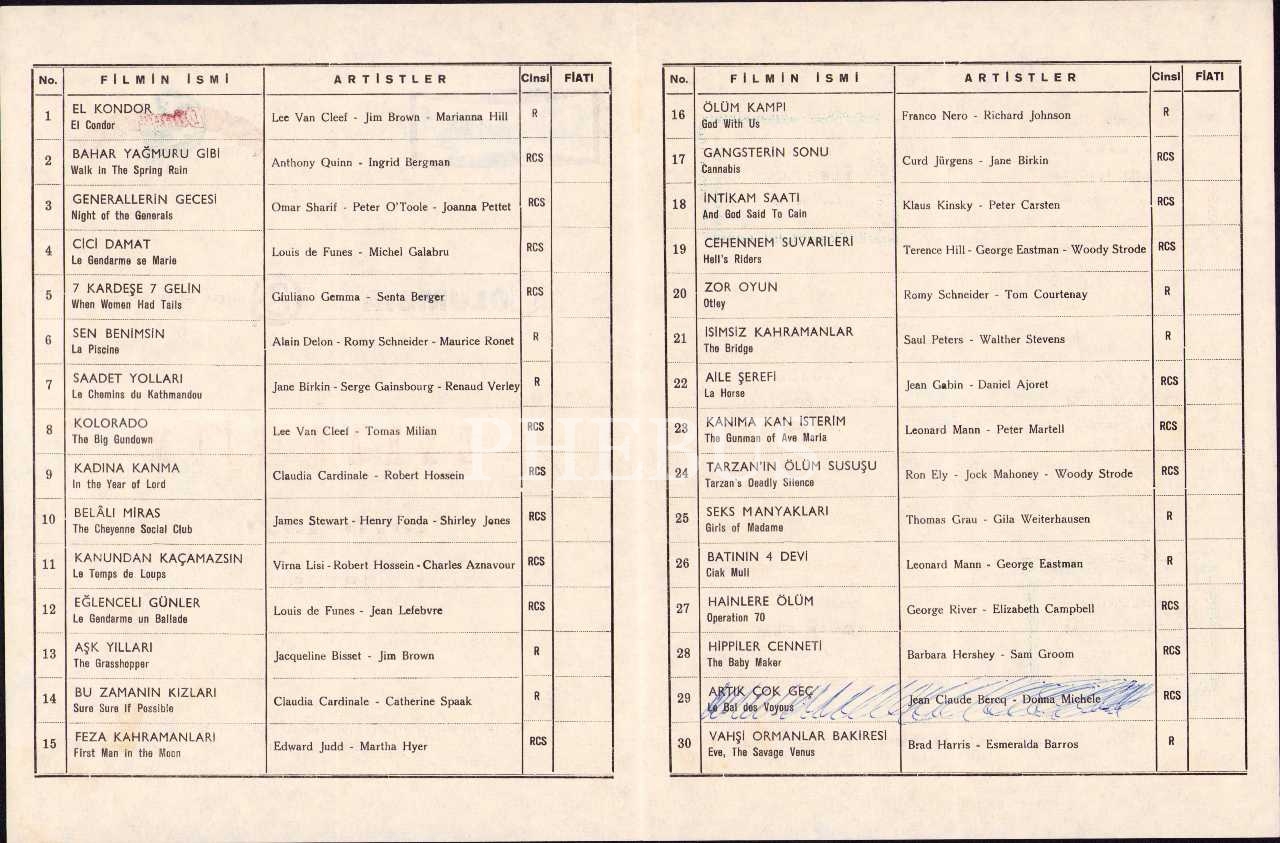 No. FİLMİN İSMİ ARTİSTLER Cinsi FİATI
1 EL KONDOR Lee Van Cleef - Jim Brown - Marianna Hill R
El Condor
2 BAHAR YAĞMURU GİBİ Anthony Quinn - Ingrid Bergman RCS
Walk in The Spring Rain
3 GENERALLERİN GECESİ Omar Sharif - Peter O'Toole - Joanna Pettet RCS
Night of the Generals
4 CİCİ DAMAT Louis de Funes - Michel Galabru RCS
Le Gendarme se Marie
5 7 KARDEŞE 7 GELİN Giuliano Gemma - Senta Berger RCS
When Women Had Tails
6 SEN BENİMSİN Alain Delon - Romy Schneider - Maurice Ronet R
La Piscine
7 SAADET YOLLARI Jane Birkin - Serge Gainsbourg - Renaud Verley R
Le Chemins du Kathmandou
8 KOLORADO Lee Van Cleef - Tomas Milian RCS
The Big Gundown
9 KADINA KANMA Claudia Cardinale - Robert Hossein RCS
In the Year of Lord
10 BELÂLI MİRAS James Stewart - Henry Fonda - Shirley Jones RCS
The Cheyenne Social Club
11 KANUNDAN KAÇAMAZSIN Virna Lisi - Robert Hossein - Charles Aznavour RCS
Le Temps de Loups
12 EĞLENCELİ GÜNLER Louis de Funes - Jean Lefebvre RCS
Le Gendarme un Ballade
13 AŞK YILLARI Jacqueline Bisset - Jim Brown R
The Grasshopper
14 BU ZAMANIN KIZLARI Claudia Cardinale - Catherine Spaak R
Sure Sure If Possible
15 FEZA KAHRAMANLARI Edward Judd - Martha Hyer RCS
First Man in the Moon
No. FİLMİN İSMİ ARTİSTLER Cinsi FİATI
16 ÖLÜM KAMPI Franco Nero - Richard Johnson R
God With Us
17 GANGSTERİN SONU Curd Jürgens - Jane Birkin RCS
Cannabis
18 İNTİKAM SAATİ Klaus Kinsky - Peter Carsten RCS
And God Said To Cain
19 CEHENNEM SUVARİLERİ Terence Hill - George Eastman - Woody Strode RCS
Hell's Riders
20 ZOR OYUN Romy Schneider - Tom Courtenay R
Otley
21 İSİMSİZ KAHRAMANLAR Saul Peters - Walther Stevens R
The Bridge
22 AİLE ŞEREFİ Jean Gabin - Daniel Ajoret RCS
La Horse
23 KANIMA KAN İSTERİM Leonard Mann - Peter Martell RCS
The Gunman of Ave Maria
24 TARZAN'IN ÖLÜM SUSUŞU Ron Ely - Jock Mahoney - Woody Strode RCS
Tarzan's Deadly Silence
25 SEKS MANYAKLARI Thomas Grau - Gila Weiterhausen R
Girls of Madame
26 BATININ 4 DEVİ Leonard Mann - George Eastman R
Ciak Mull
27 HAİNLERE ÖLÜM George River - Elizabeth Campbell RCS
Operation 70
28 HİPPİLER CENNETİ Barbara Hershey - Sam Groom RCS
The Baby Maker
29 ARTIK ÇOK GEÇ Jean Claude Bercq - Donna Michele RCS
Le Bal des Voyous
30 VAHŞİ ORMANLAR BAKİRESİ Brad Harris - Esmeralda Barros R
Eve, The Savage Venus